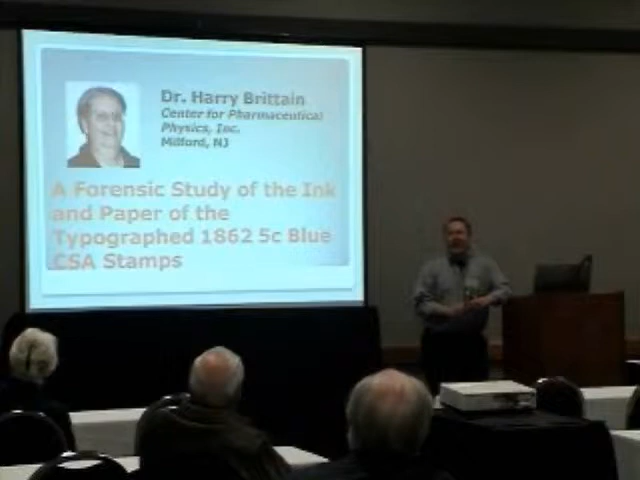 Dr. Harry Brittain
Center for Pharmaceutical
Physics, Inc.
Milford, NJ
A Forensic Study of the Ink
and Paper of the
Typographed 1862 5c Blue
CSA Stamps